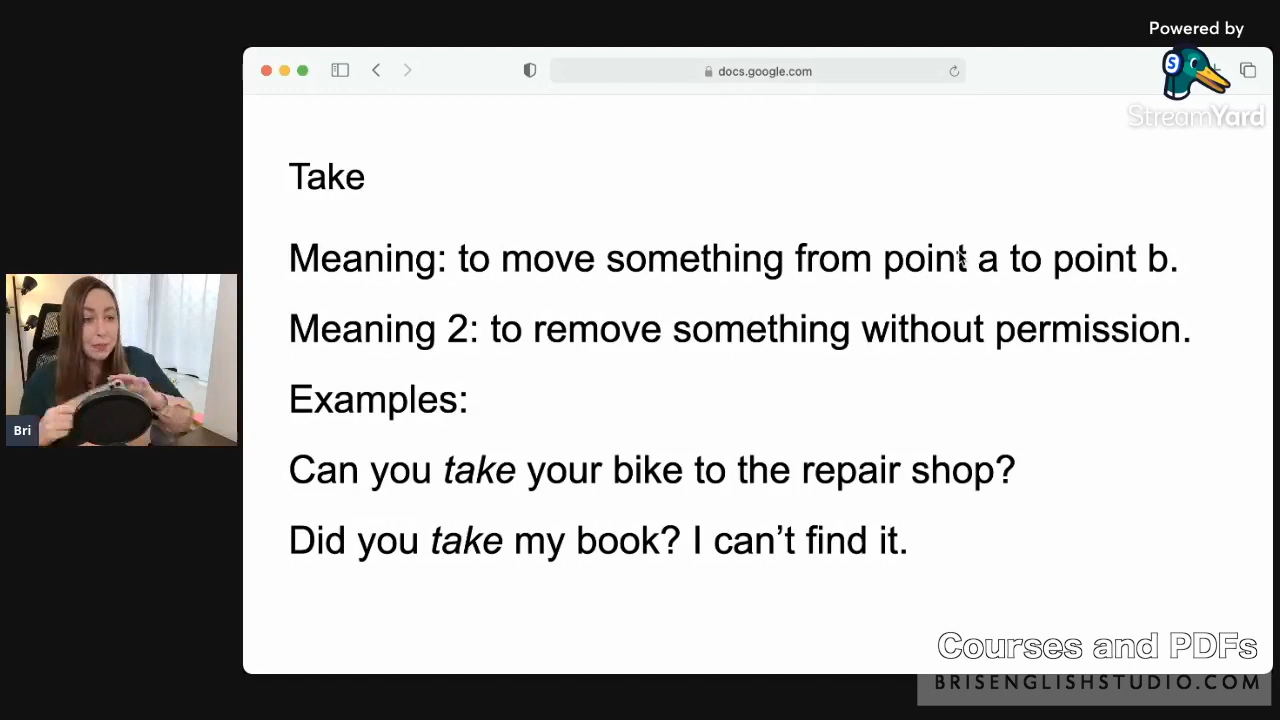 Powered by
docs.google.com
S
StreamYard
Take
Meaning: to move something from point a to point b.
Meaning 2: to remove something without permission.
Examples:
Can you take your bike to the repair shop?
Did you take my book? I can’t find it.
Bri
Courses and PDFs
BRISENGLISHSTUDIO.COM